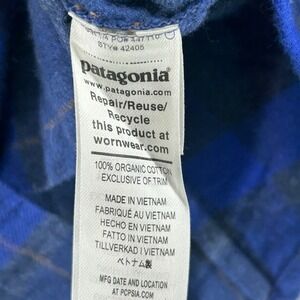 STY# 42405
patagonia®
www.patagonia.com
Repair/Reuse/
Recycle
this product at
wornwear.com
100% ORGANIC COTTON
EXCLUSIVE OF TRIM
MADE IN VIETNAM
FABRIQUÉ AU VIETNAM
HECHO EN VIETNAM
FATTO IN VIETNAM
TILLVERKAD I VIETNAM
ベトナム製
MFG DATE AND LOCATION
AT PCPSIA.COM